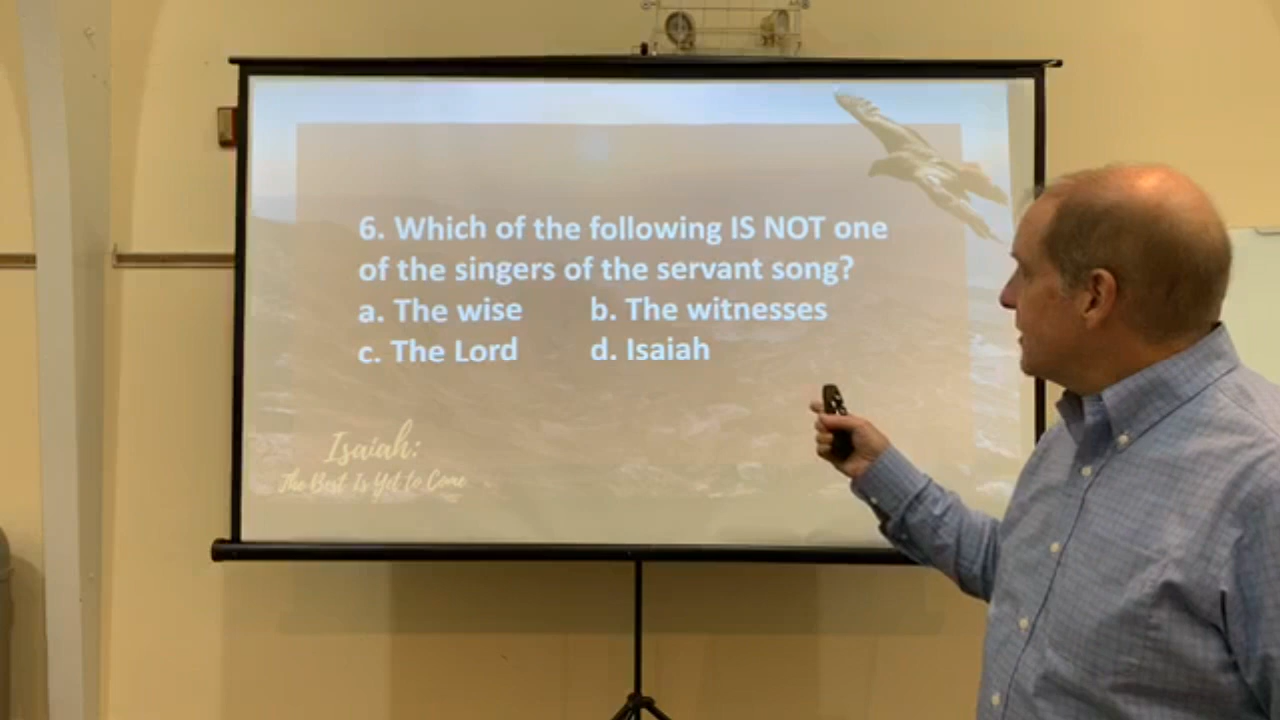 6. Which of the following IS NOT one
of the singers of the servant song?
a. The wise b. The witnesses
c. The Lord d. Isaiah
Isaiah:
The Best Is Yet to Come